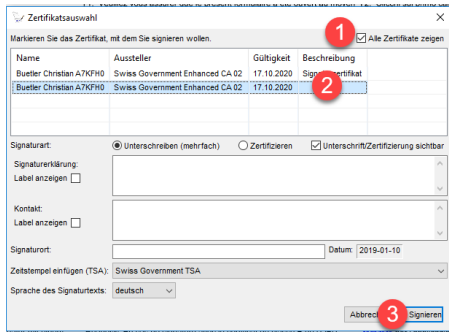 Zertifikatsauswahl
Markieren Sie das Zertifikat, mit dem Sie signieren wollen.
1
Alle Zertifikate zeigen
Name Aussteller Gültigkeit Beschreibung
Buetler Christian A7KFH0 Swiss Government Enhanced CA 02 17.10.2020
Buetler Christian A7KFH0 Swiss Government Enhanced CA 02 17.10.2020
2
Signaturart: Unterschreiben (mehrfach) Zertifizieren Unterschrift/Zertifizierung sichtbar
Signaturerklärung:
Label anzeigen
Kontakt:
Label anzeigen
Signaturort: Datum: 2019-01-10
Zeitstempel einfügen (TSA): Swiss Government TSA
Sprache des Signaturtexts: deutsch
3 Signieren